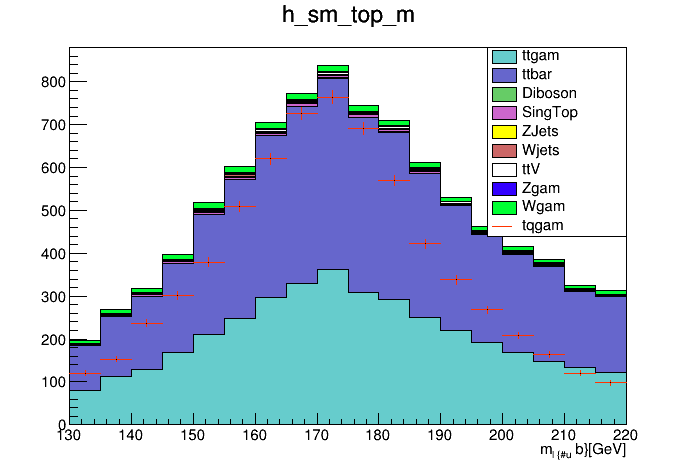 h_sm_top_m
ttgam
ttbar
Diboson
SingTop
ZJets
Wjets
ttV
Zgam
Wgam
tqgam
800
700
600
500
400
300
200
100
0
130 140 150 160 170 180 190 200 210 220
m_{l {#u b}[GeV]